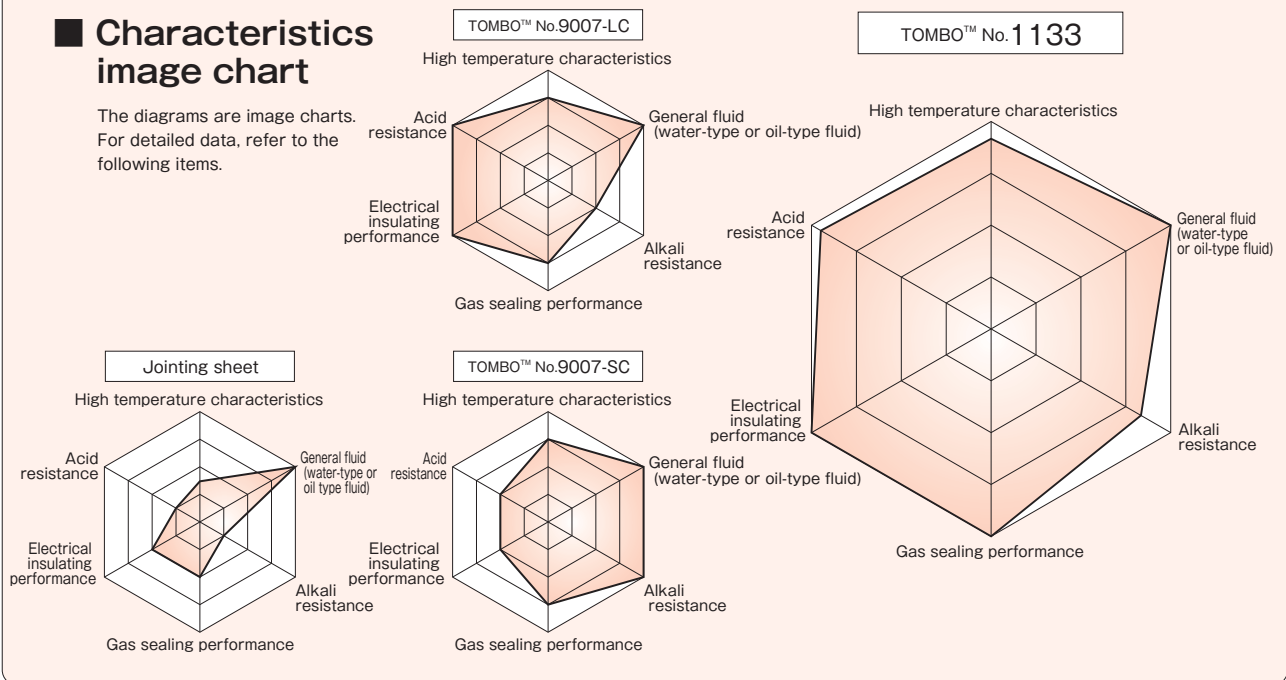 ■ Characteristics
image chart
The diagrams are image charts.
For detailed data, refer to the
following items.
TOMBO™ No.9007-LC
High temperature characteristics
General fluid
(water-type or oil-type fluid)
Alkali
resistance
Gas sealing performance
Electrical
insulating
performance
Acid
resistance
TOMBO™ No.1133
High temperature characteristics
General fluid
(water-type
or oil-type fluid)
Alkali
resistance
Gas sealing performance
Electrical
insulating
performance
Acid
resistance
Jointing sheet
High temperature characteristics
General fluid
(water-type or
oil type fluid)
Alkali
resistance
Gas sealing performance
Electrical
insulating
performance
Acid
resistance
TOMBO™ No.9007-SC
High temperature characteristics
General fluid
(water-type or oil-type fluid)
Alkali
resistance
Gas sealing performance
Electrical
insulating
performance
Acid
resistance